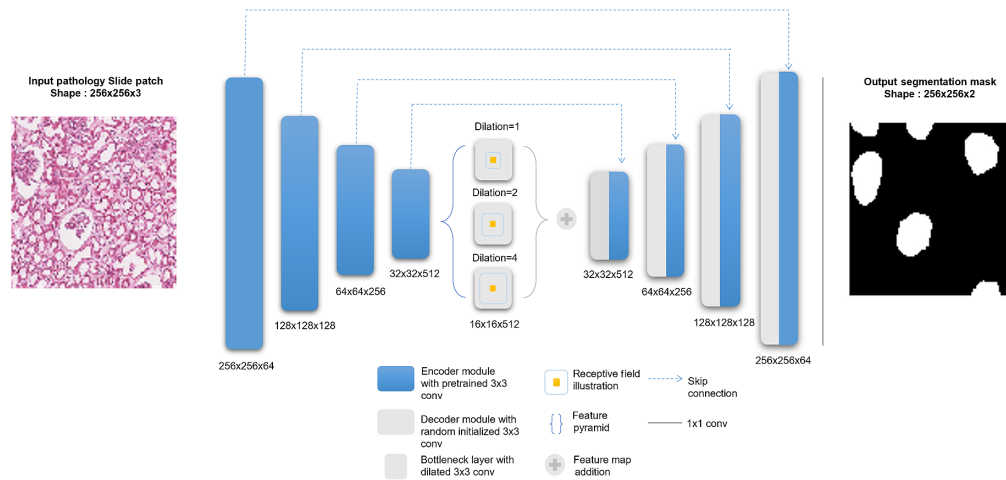 Input pathology Slide patch
Shape : 256x256x3
256x256x64
128x128x128
64x64x256
32x32x512
Dilation=1
Dilation=2
Dilation=4
16x16x512
32x32x512
64x64x256
128x128x128
256x256x64
Output segmentation mask
Shape : 256x256x2
Encoder module
with pretrained 3x3
conv
Decoder module with
random initialized 3x3
conv
Bottleneck layer with
dilated 3x3 conv
Receptive field
illustration
Feature
pyramid
Feature map
addition
Skip
connection
1x1 conv